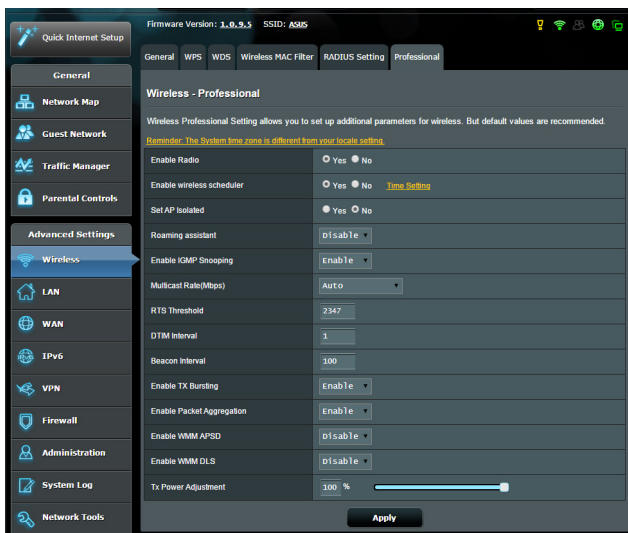 Quick Internet Setup
General
Network Map
Guest Network
Traffic Manager
Parental Controls
Advanced Settings
Wireless
LAN
WAN
IPv6
VPN
Firewall
Administration
System Log
Network Tools
Firmware Version: 1.0.9.5 SSID: ASUS
General WPS WDS Wireless MAC Filter RADIUS Setting Professional
Wireless - Professional
Wireless Professional Setting allows you to set up additional parameters for wireless. But default values are recommended.
Reminder: The System time zone is different from your locale setting.
Enable Radio Yes No
Enable wireless scheduler Yes No Time Setting
Set AP Isolated Yes No
Roaming assistant Disable
Enable IGMP Snooping Enable
Multicast Rate(Mbps) Auto
RTS Threshold 2347
DTIM Interval 1
Beacon Interval 100
Enable TX Bursting Enable
Enable Packet Aggregation Enable
Enable WMM APSD Disable
Enable WMM DLS Disable
Tx Power Adjustment 100 %
Apply